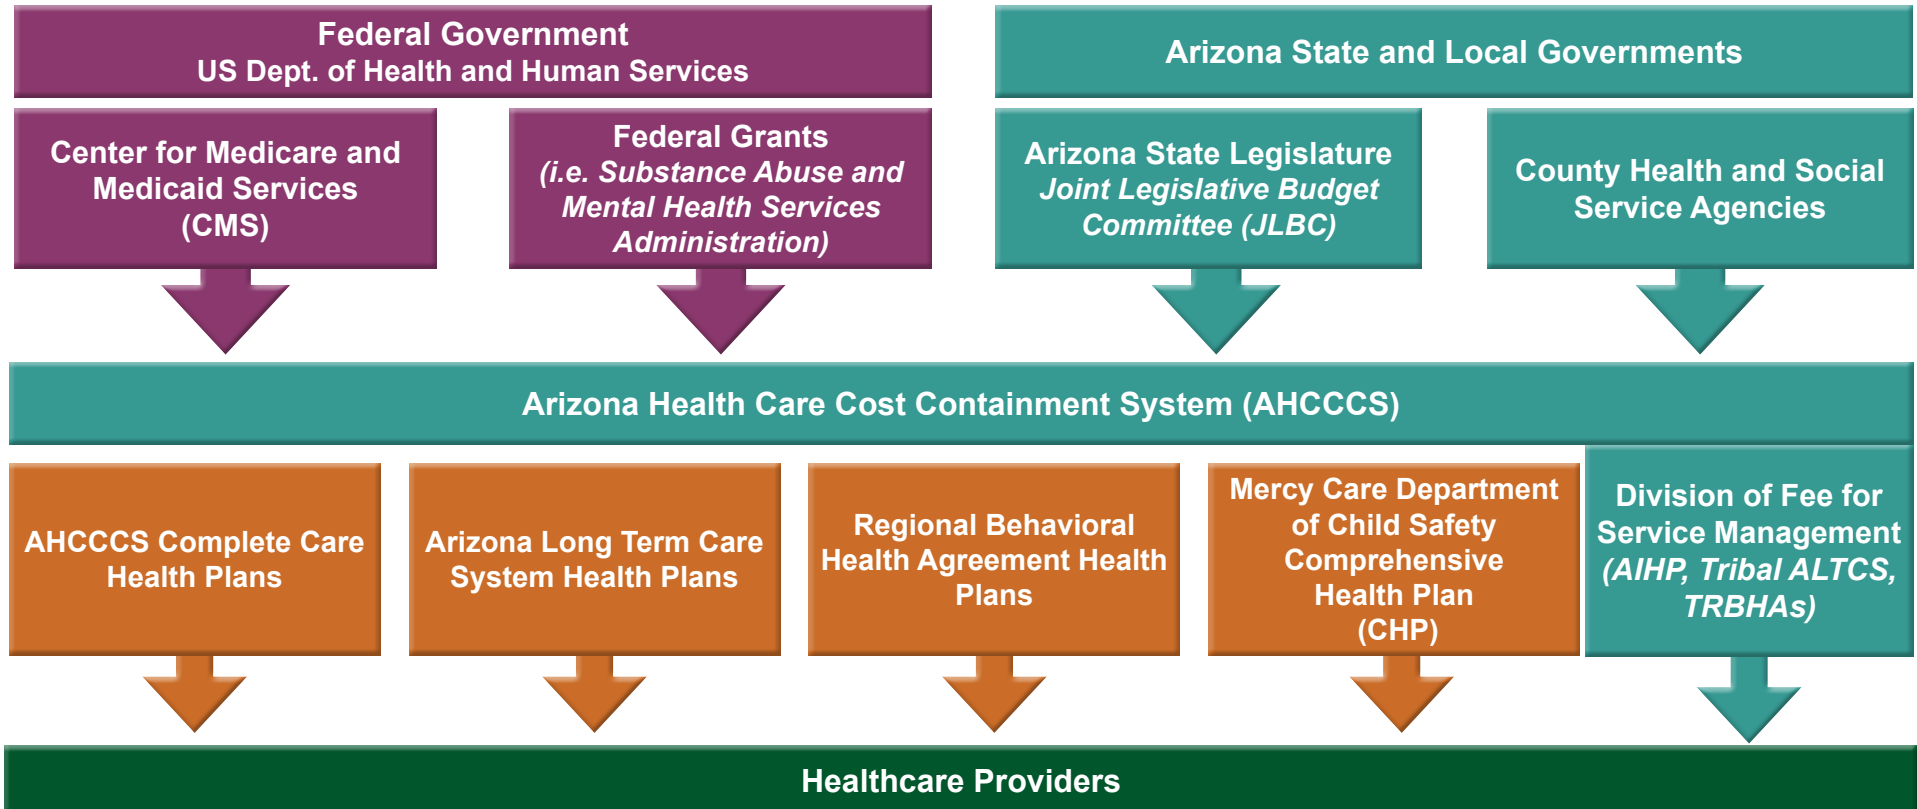 Federal Government
US Dept. of Health and Human Services
Arizona State and Local Governments
Center for Medicare and
Medicaid Services
(CMS)
Federal Grants
(i.e. Substance Abuse and
Mental Health Services
Administration)
Arizona State Legislature
Joint Legislative Budget
Committee (JLBC)
County Health and Social
Service Agencies
Arizona Health Care Cost Containment System (AHCCCS)
AHCCCS Complete Care
Health Plans
Arizona Long Term Care
System Health Plans
Regional Behavioral
Health Agreement Health
Plans
Mercy Care Department
of Child Safety
Comprehensive
Health Plan
(CHP)
Division of Fee for
Service Management
(AIHP, Tribal ALTCS,
TRBHAs)
Healthcare Providers